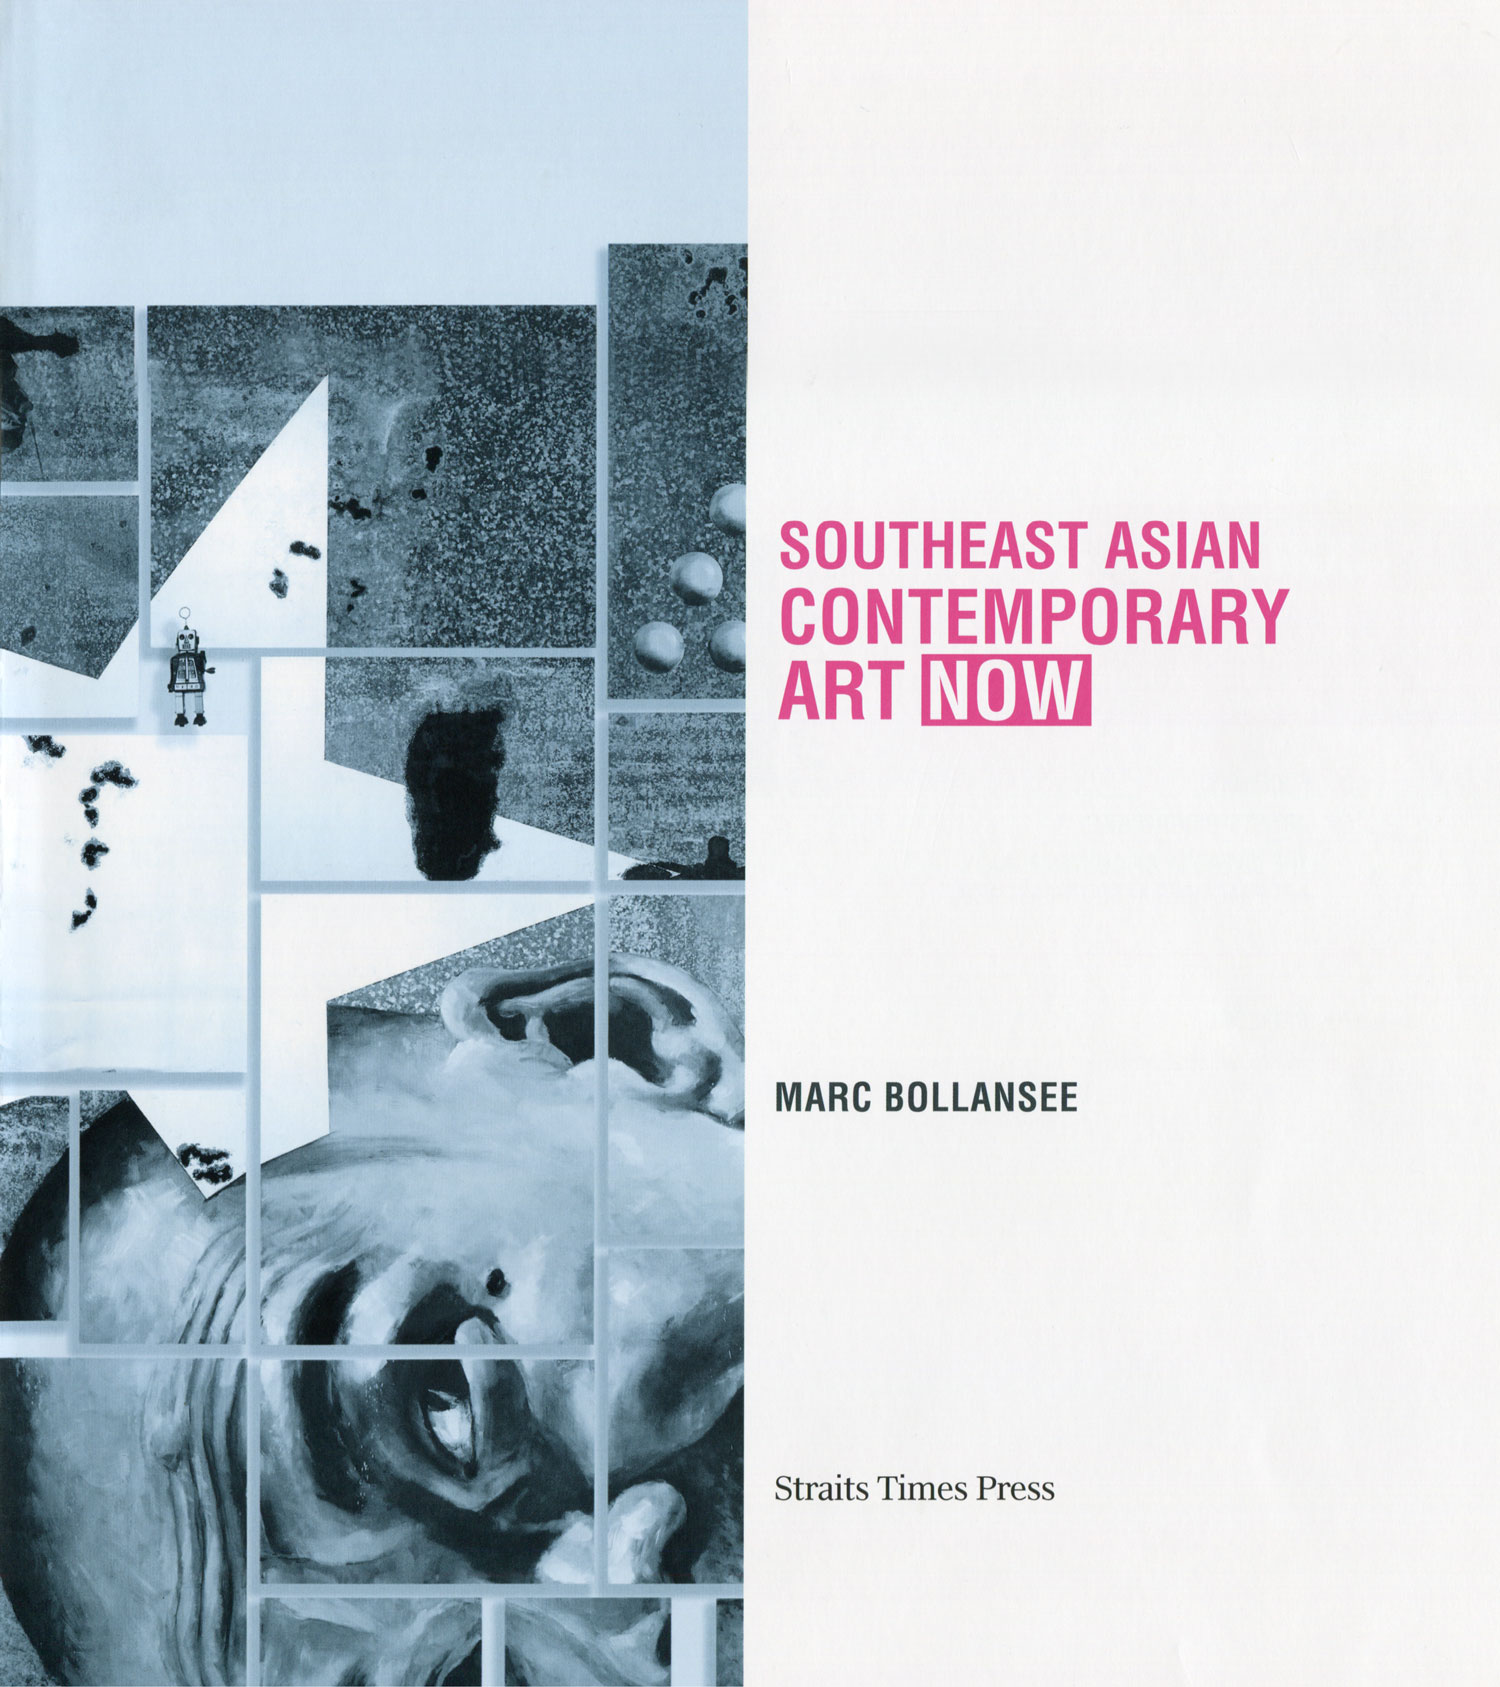 SOUTHEAST ASIAN
CONTEMPORARY
ART NOW
MARC BOLLANSEE
Straits Times Press